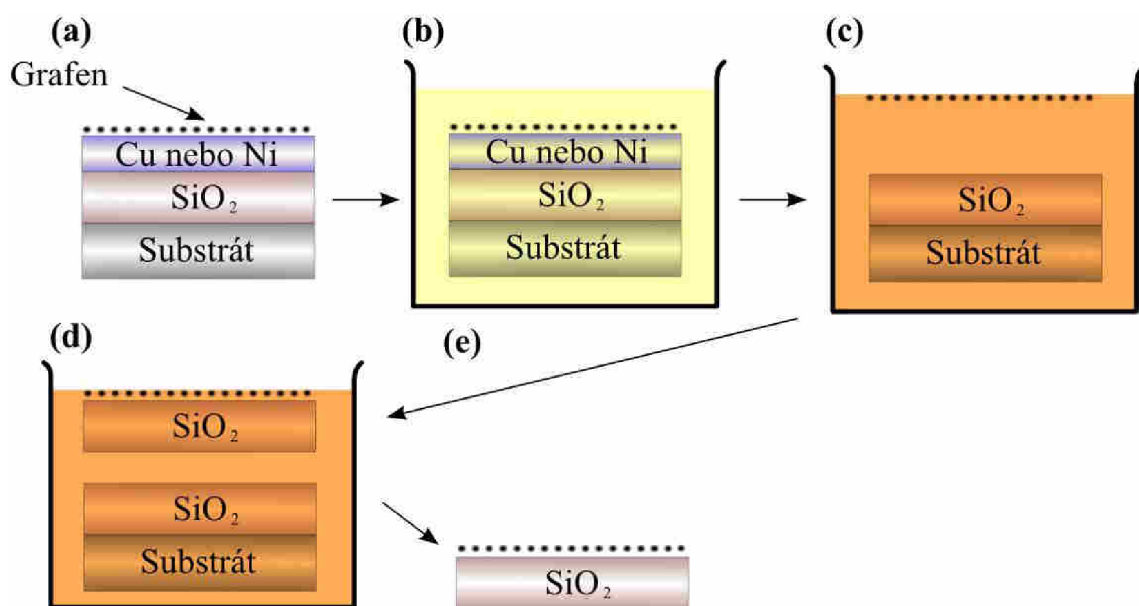 (a)
Grafen
Cu nebo Ni
SiO₂
Substrát
(b)
Cu nebo Ni
SiO₂
Substrát
(c)
SiO₂
Substrát
(d)
SiO₂
SiO₂
Substrát
(e)
SiO₂